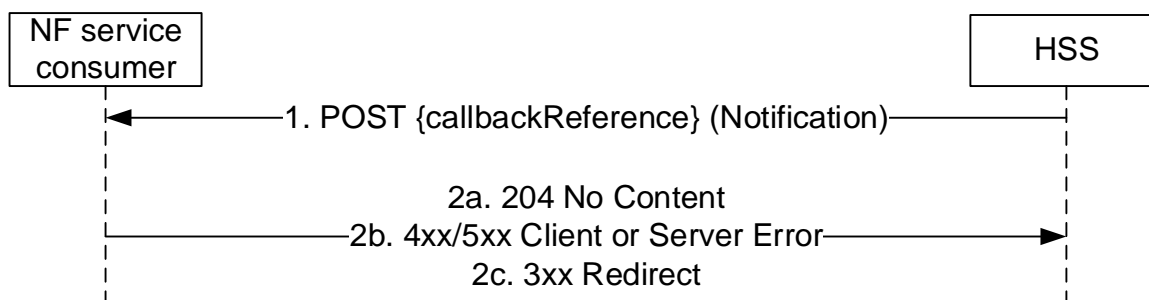 NF service
consumer
HSS
1. POST {callbackReference} (Notification)
2a. 204 No Content
2b. 4xx/5xx Client or Server Error
2c. 3xx Redirect